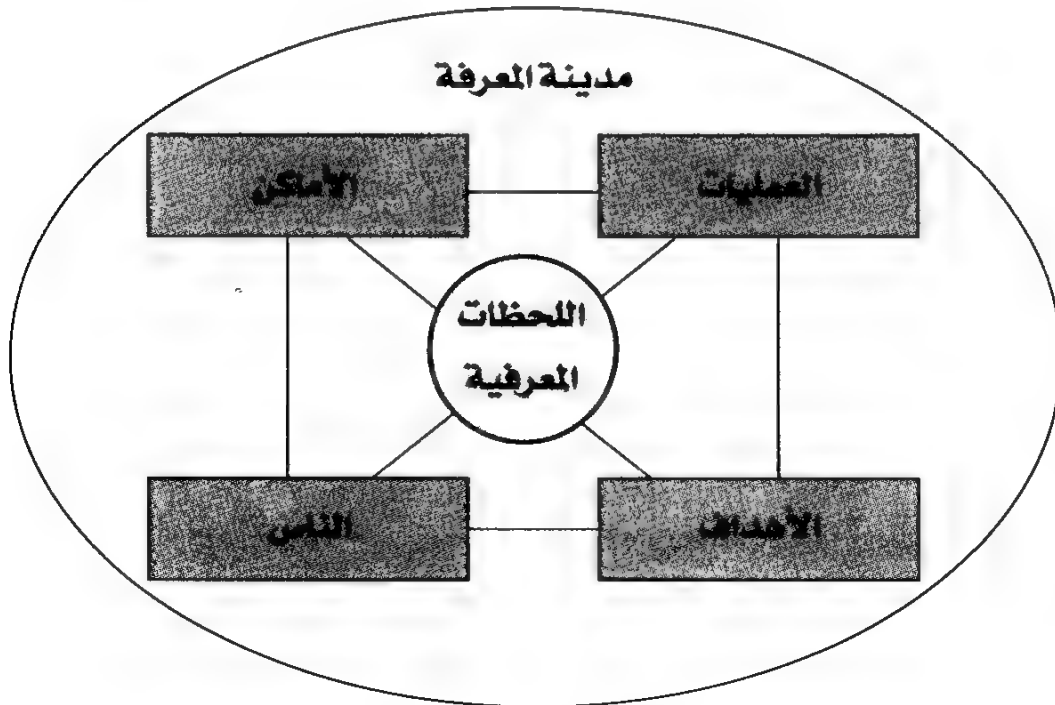 مدينة المعرفة
العمليات
الأماكن
اللحظات
المعرفية
الأهداف
الناس